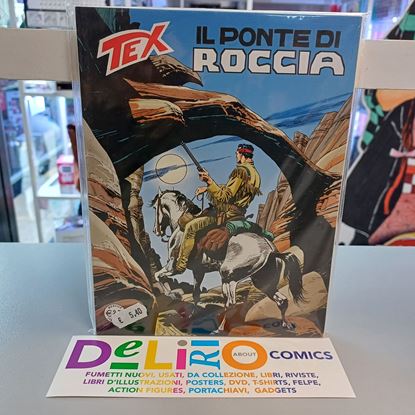 TEX
IL PONTE DI
ROCCIA
€ 5,40
DeLiRiO ABOUT COMICS
FUMETTI NUOVI, USATI, DA COLLEZIONE, LIBRI, RIVISTE,
LIBRI D'ILLUSTRAZIONI, POSTERS, DVD, T-SHIRTS, FELPE,
ACTION FIGURES, PORTACHIAVI, GADGETS